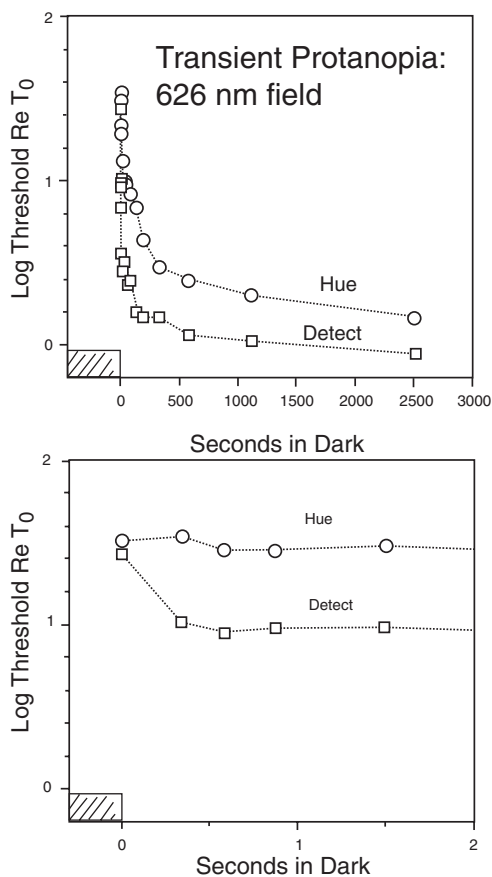 2
Transient Protanopia:
626 nm field
Log Threshold Re T0
1
Hue
Detect
0
0 500 1000 1500 2000 2500 3000
Seconds in Dark
2
Hue
Log Threshold Re T0
1
Detect
0
0 1 2
Seconds in Dark